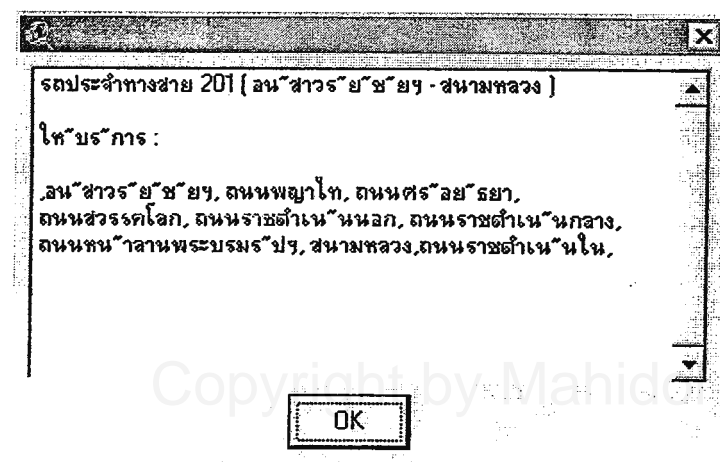 รถประจำทางสาย 201 ( อน˝สาวร˝ย˝ช˝ยฯ - สนามหลวง )
ให˝บร˝การ :
,อน˝สาวร˝ย˝ช˝ยฯ, ถนนพญาไท, ถนนศร˝อย˝ธยา,
ถนนสวรรคโลก, ถนนราชดำเน˝นนอก, ถนนราชดำเน˝นกลาง,
ถนนหน˝าลานพระบรมร˝ปฯ, สนามหลวง,ถนนราชดำเน˝นใน,
Copyright by Mahidol
OK